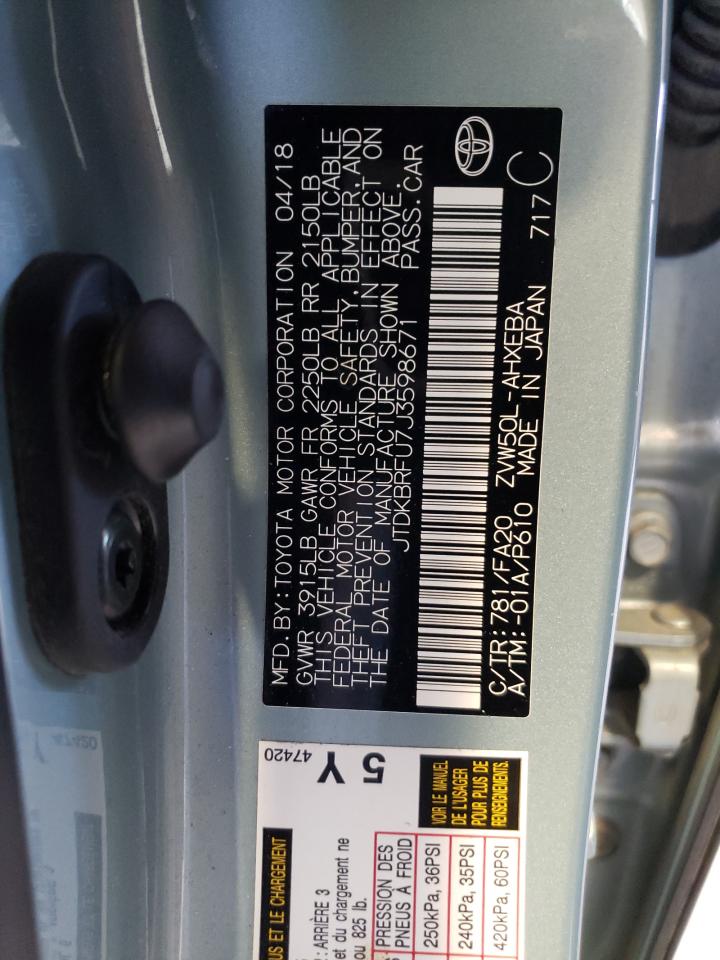 MFD. BY: TOYOTA MOTOR CORPORATION 04/18
GVWR 3915LB GAWR FR 2250LB RR 2150LB
THIS VEHICLE CONFORMS TO ALL APPLICABLE
FEDERAL MOTOR VEHICLE SAFETY, BUMPER, AND
THEFT PREVENTION STANDARDS IN EFFECT ON
THE DATE OF MANUFACTURE SHOWN ABOVE.
JTDKBRFU7J3598671 PASS. CAR
C/TR: 781/FA20 ZVW50L-AHXEBA
A/TM: -01A/P610 MADE IN JAPAN
717 C
5 Y
47420
US ET LE CHARGEMENT
: ARRIÈRE 3
et du chargement ne
ou 825 lb.
PRESSION DES
PNEUS À FROID
250kPa, 36PSI
240kPa, 35PSI
420kPa, 60PSI
VOIR LE MANUEL
DE L'USAGER
POUR PLUS DE
RENSEIGNEMENTS.